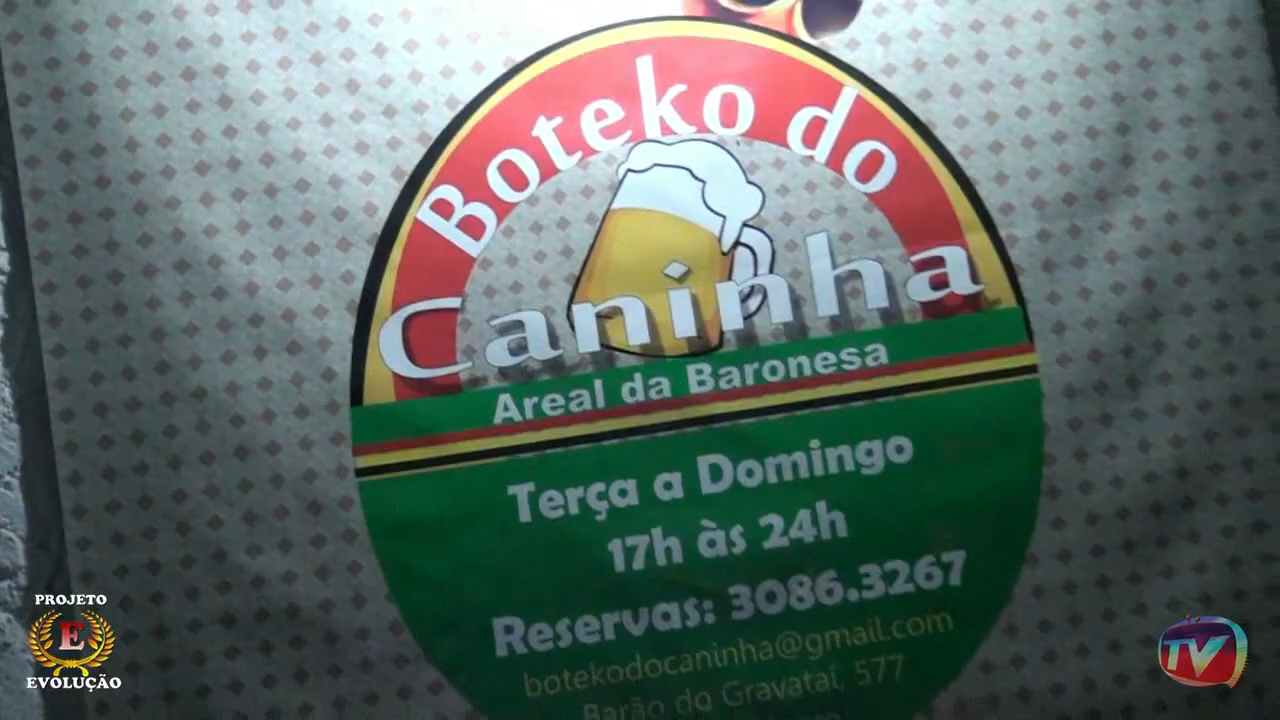 Boteko do
Caninha
Areal da Baronesa
Terça a Domingo
17h às 24h
Reservas: 3086.3267
botekodocaninha@gmail.com
Barão do Gravataí, 577
PROJETO
E
EVOLUÇÃO
TV